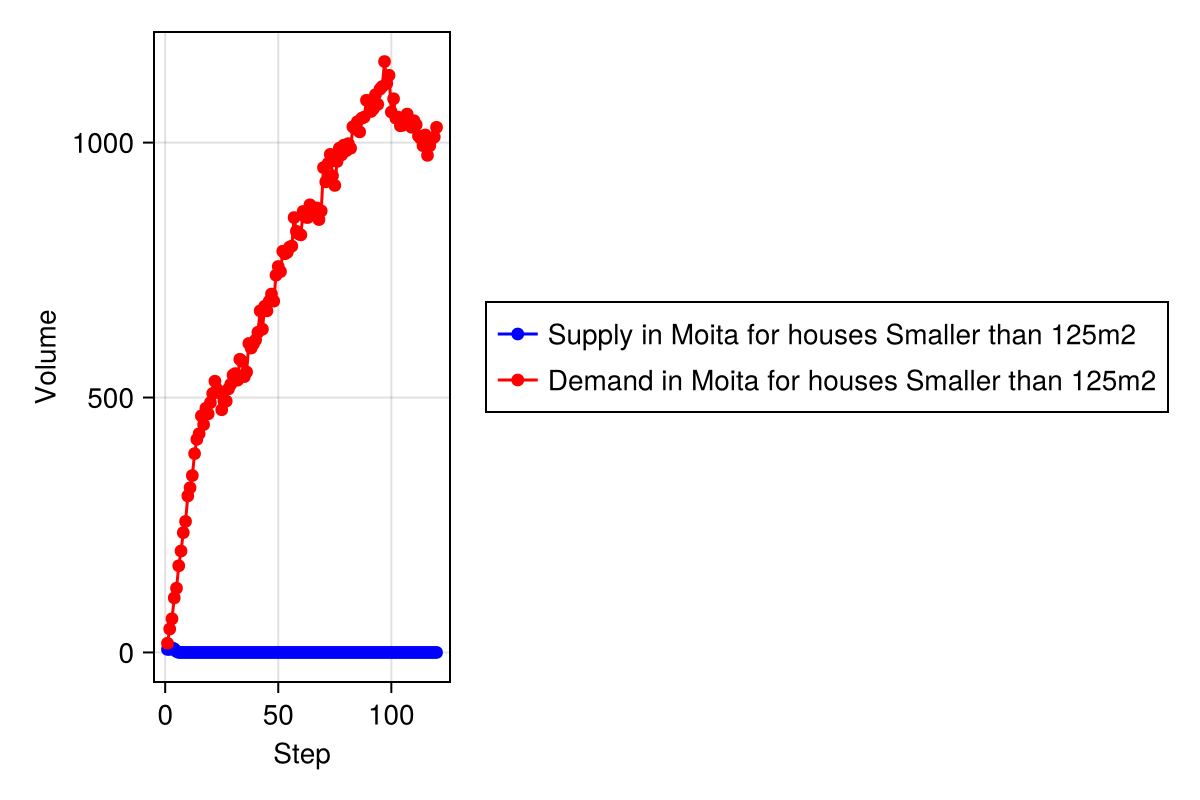 1000
500
0
Volume
0 50 100
Step
Supply in Moita for houses Smaller than 125m2
Demand in Moita for houses Smaller than 125m2